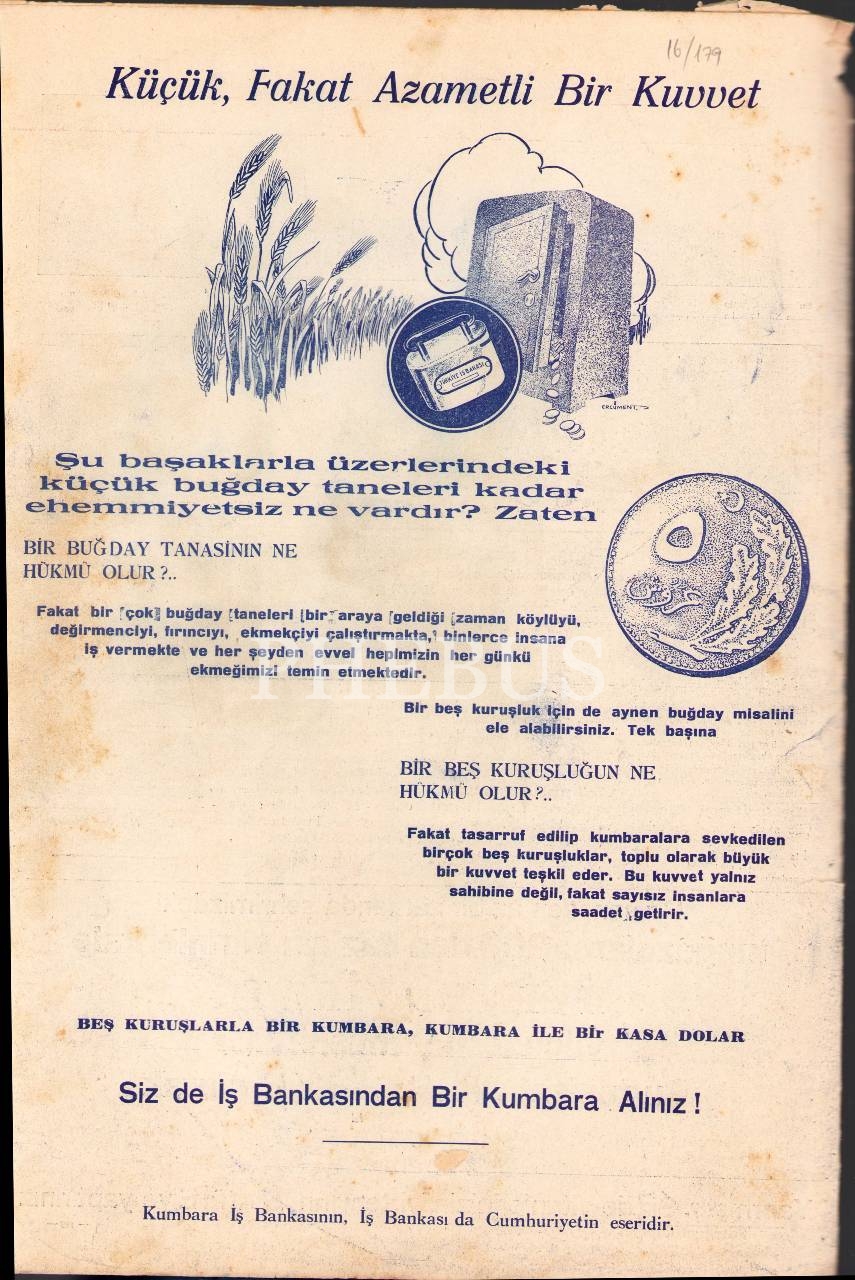 16/179
Küçük, Fakat Azametli Bir Kuvvet
TÜRKİYE İŞ BANKASI
ERCÜMENT
Şu başaklarla üzerlerindeki
küçük buğday taneleri kadar
ehemmiyetsiz ne vardır? Zaten
BİR BUĞDAY TANASİNIN NE
HÜKMÜ OLUR?..
Fakat bir çok buğday taneleri bir araya geldiği zaman köylüyü,
değirmenciyi, fırıncıyı, ekmekçiyi çalıştırmakta, binlerce insana
iş vermekte ve her şeyden evvel hepimizin her günkü
ekmeğimizi temin etmektedir.
PHEBUS
Bir beş kuruşluk için de aynen buğday misalini
ele alabilirsiniz. Tek başına
BİR BEŞ KURUŞLUĞUN NE
HÜKMÜ OLUR?..
Fakat tasarruf edilip kumbaralara sevkedilen
birçok beş kuruşluklar, toplu olarak büyük
bir kuvvet teşkil eder. Bu kuvvet yalnız
sahibine değil, fakat sayısız insanlara
saadet getirir.
BEŞ KURUŞLARLA BİR KUMBARA, KUMBARA İLE BİR KASA DOLAR
Siz de İş Bankasından Bir Kumbara Alınız!
Kumbara İş Bankasının, İş Bankası da Cumhuriyetin eseridir.